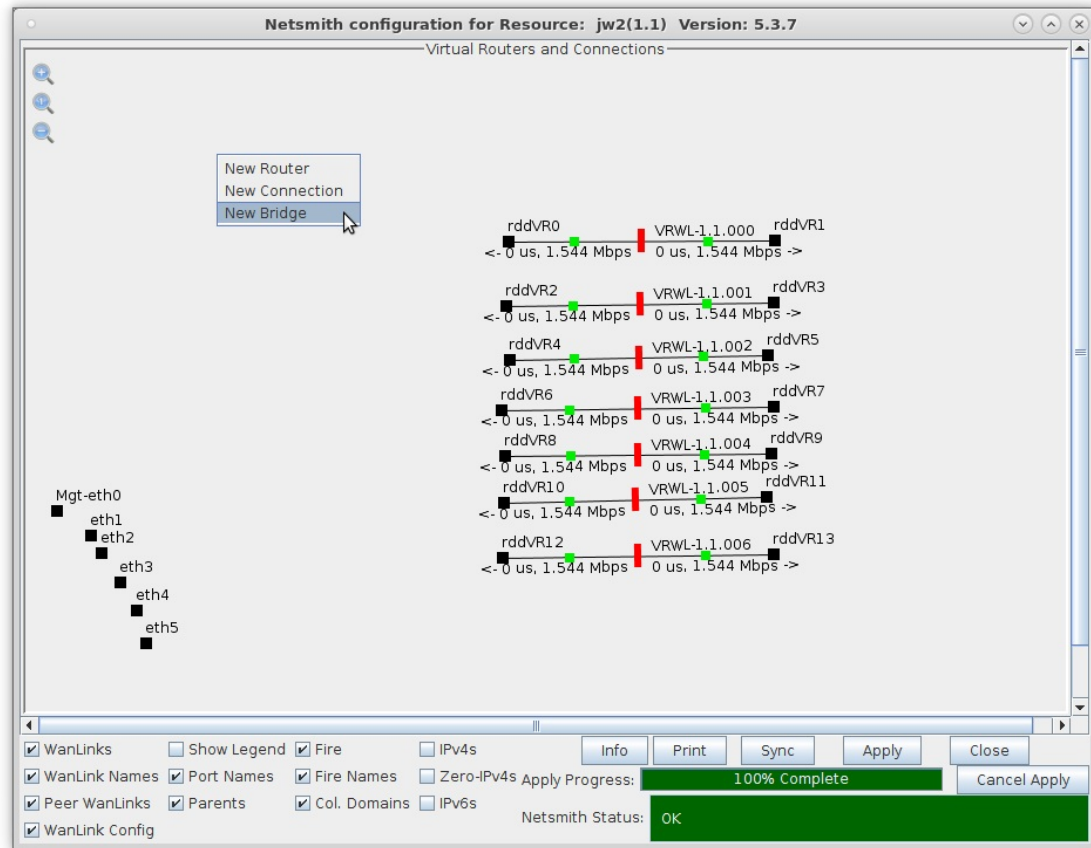 Netsmith configuration for Resource: jw2(1.1) Version: 5.3.7
Virtual Routers and Connections
New Router
New Connection
New Bridge
rddVR0
VRWL-1.1.000
rddVR1
<- 0 us, 1.544 Mbps
0 us, 1.544 Mbps ->
rddVR2
VRWL-1.1.001
rddVR3
<- 0 us, 1.544 Mbps
0 us, 1.544 Mbps ->
rddVR4
VRWL-1.1.002
rddVR5
<- 0 us, 1.544 Mbps
0 us, 1.544 Mbps ->
rddVR6
VRWL-1.1.003
rddVR7
<- 0 us, 1.544 Mbps
0 us, 1.544 Mbps ->
rddVR8
VRWL-1.1.004
rddVR9
<- 0 us, 1.544 Mbps
0 us, 1.544 Mbps ->
rddVR10
VRWL-1.1.005
rddVR11
<- 0 us, 1.544 Mbps
0 us, 1.544 Mbps ->
rddVR12
VRWL-1.1.006
rddVR13
<- 0 us, 1.544 Mbps
0 us, 1.544 Mbps ->
Mgt-eth0
eth1
eth2
eth3
eth4
eth5
WanLinks
Show Legend
Fire
IPv4s
Info
Print
Sync
Apply
Close
WanLink Names
Port Names
Fire Names
Zero-IPv4s
Apply Progress:
100% Complete
Cancel Apply
Peer WanLinks
Parents
Col. Domains
IPv6s
Netsmith Status:
OK
WanLink Config